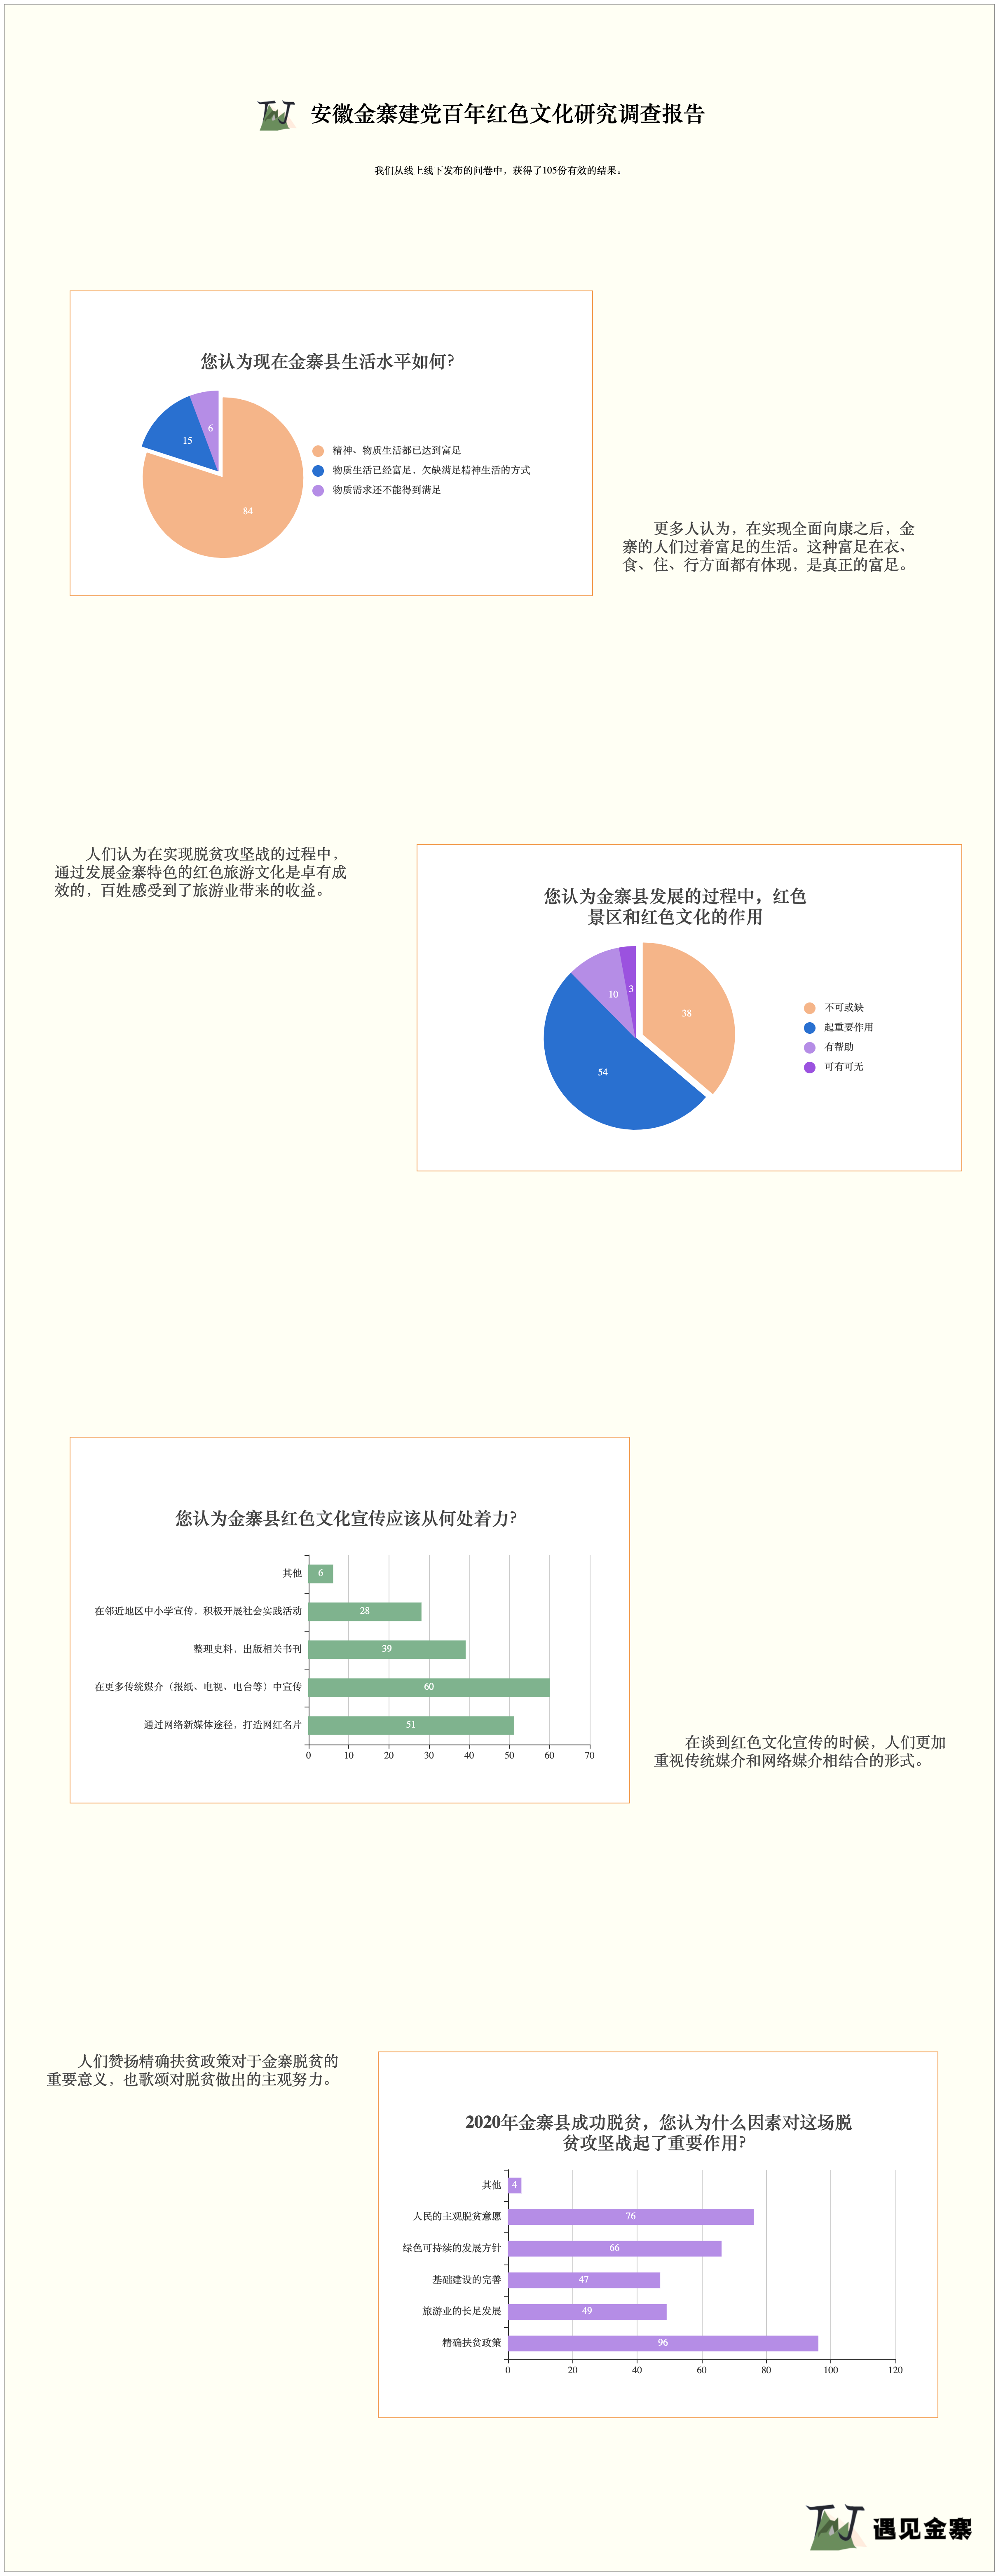 安徽金寨建党百年红色文化研究调查报告
我们从线上线下发布的问卷中，获得了105份有效的结果。
您认为现在金寨县生活水平如何?
6
15
84
精神、物质生活都已达到富足
物质生活已经富足，欠缺满足精神生活的方式
物质需求还不能得到满足
更多人认为，在实现全面向康之后，金
寨的人们过着富足的生活。这种富足在衣、
食、住、行方面都有体现，是真正的富足。
人们认为在实现脱贫攻坚战的过程中，
通过发展金寨特色的红色旅游文化是卓有成
效的，百姓感受到了旅游业带来的收益。
您认为金寨县发展的过程中，红色
景区和红色文化的作用
3
10
38
54
不可或缺
起重要作用
有帮助
可有可无
您认为金寨县红色文化宣传应该从何处着力?
其他 6
在邻近地区中小学宣传，积极开展社会实践活动 28
整理史料，出版相关书刊 39
在更多传统媒介（报纸、电视、电台等）中宣传 60
通过网络新媒体途径，打造网红名片 51
0 10 20 30 40 50 60 70
在谈到红色文化宣传的时候，人们更加
重视传统媒介和网络媒介相结合的形式。
人们赞扬精确扶贫政策对于金寨脱贫的
重要意义，也歌颂对脱贫做出的主观努力。
2020年金寨县成功脱贫，您认为什么因素对这场脱
贫攻坚战起了重要作用?
其他 4
人民的主观脱贫意愿 76
绿色可持续的发展方针 66
基础建设的完善 47
旅游业的长足发展 49
精确扶贫政策 96
0 20 40 60 80 100 120
遇见金寨